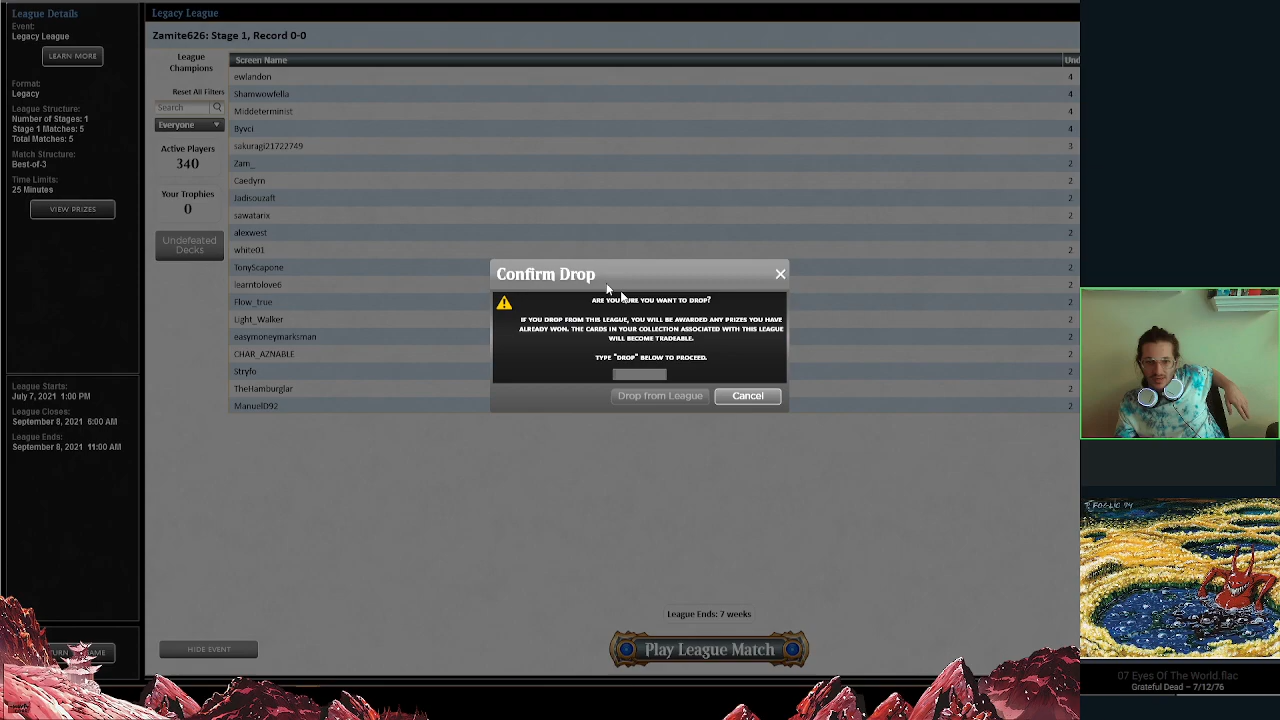 League Details
Event:
Legacy League
LEARN MORE
Format:
Legacy
League Structure:
Number of Stages: 1
Stage 1 Matches: 5
Total Matches: 5
Match Structure:
Best-of-3
Time Limits:
25 Minutes
VIEW PRIZES
League Starts:
July 7, 2021 1:00 PM
League Closes:
September 8, 2021 6:00 AM
League Ends:
September 8, 2021 11:00 AM
Legacy League
Zamite626: Stage 1, Record 0-0
League
Champions
Reset All Filters
Search
Everyone
Active Players
340
Your Trophies
0
Undefeated
Decks
Screen Name Und
ewlandon 4
Shamwowfella 4
Middeterminist 4
Byvci 4
sakuragi21722749 3
Zam_ 2
Caedyrn 2
Jadisouzaft 2
sawatarix 2
alexwest 2
white01 2
TonyScapone 2
learntolove6 2
Flow_true 2
Light_Walker 2
easymoneymarksman 2
CHAR_AZNABLE 2
Stryfo 2
TheHamburglar 2
ManuelD92 2
Confirm Drop
ARE YOU SURE YOU WANT TO DROP?
IF YOU DROP FROM THIS LEAGUE, YOU WILL BE AWARDED ANY PRIZES YOU HAVE
ALREADY WON. THE CARDS IN YOUR COLLECTION ASSOCIATED WITH THIS LEAGUE
WILL BECOME TRADEABLE.
TYPE "DROP" BELOW TO PROCEED.
Drop from League Cancel
League Ends: 7 weeks
HIDE EVENT
Play League Match
FOGLIO 94
07 Eyes Of The World.flac
Grateful Dead – 7/12/76